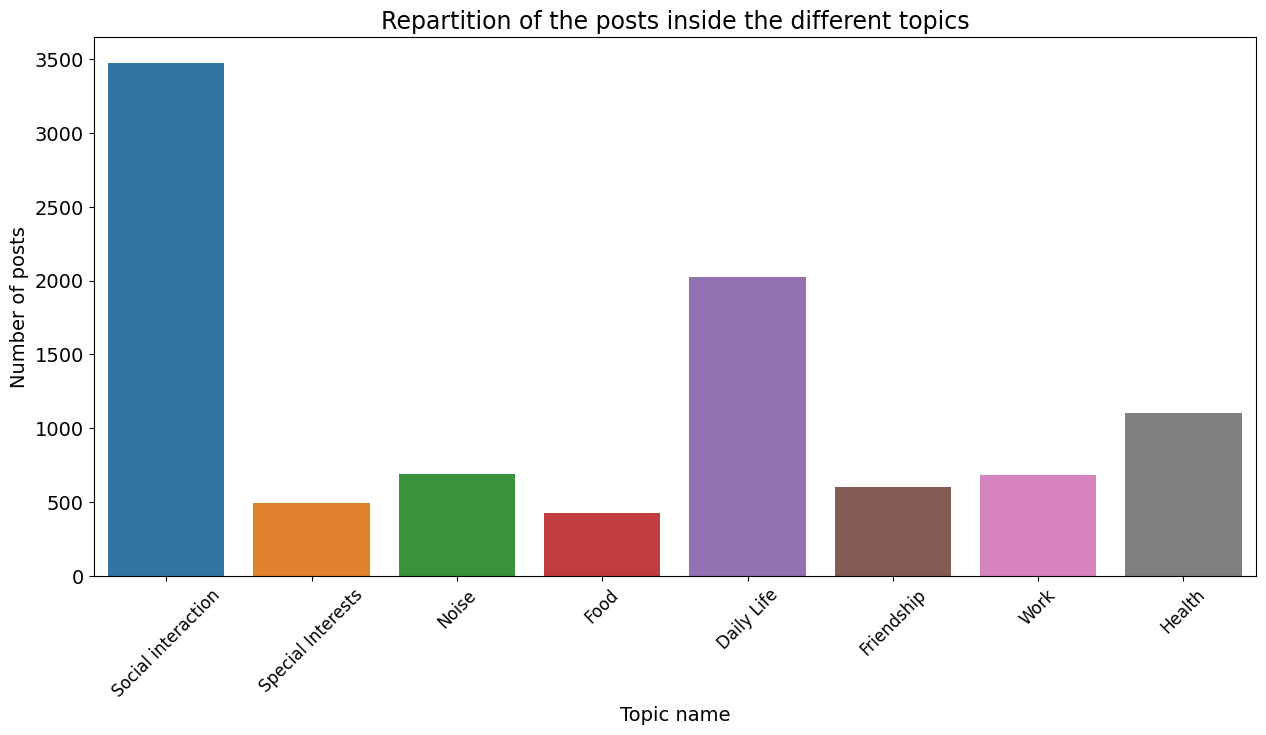 Repartition of the posts inside the different topics
Number of posts
3500
3000
2500
2000
1500
1000
500
0
Social interaction
Special Interests
Noise
Food
Daily Life
Friendship
Work
Health
Topic name